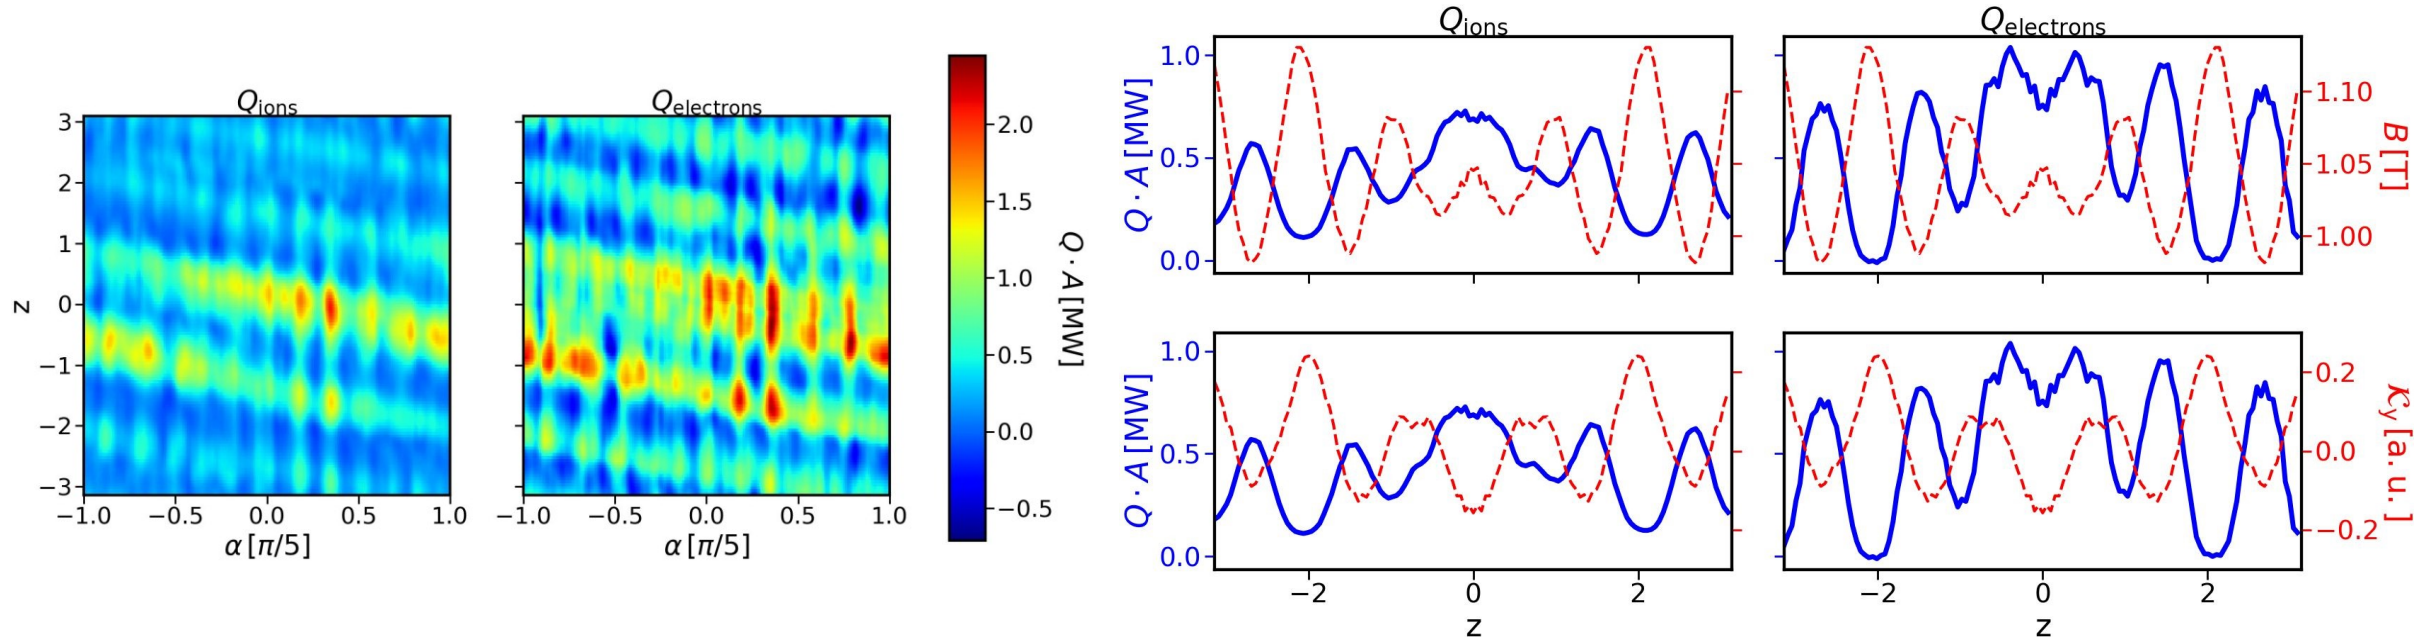 Q_ions
Q_electrons
3
2
1
0
−1
−2
−3
z
−1.0 −0.5 0.0 0.5 1.0
α [π/5]
−1.0 −0.5 0.0 0.5 1.0
α [π/5]
2.0
1.5
1.0
0.5
0.0
−0.5
Q · A [MW]
Q_ions
Q_electrons
1.0
0.5
0.0
Q · A [MW]
1.10
1.05
1.00
B [T]
1.0
0.5
0.0
Q · A [MW]
0.2
0.0
−0.2
𝒦_y [a.u.]
−2 0 2
z
−2 0 2
z